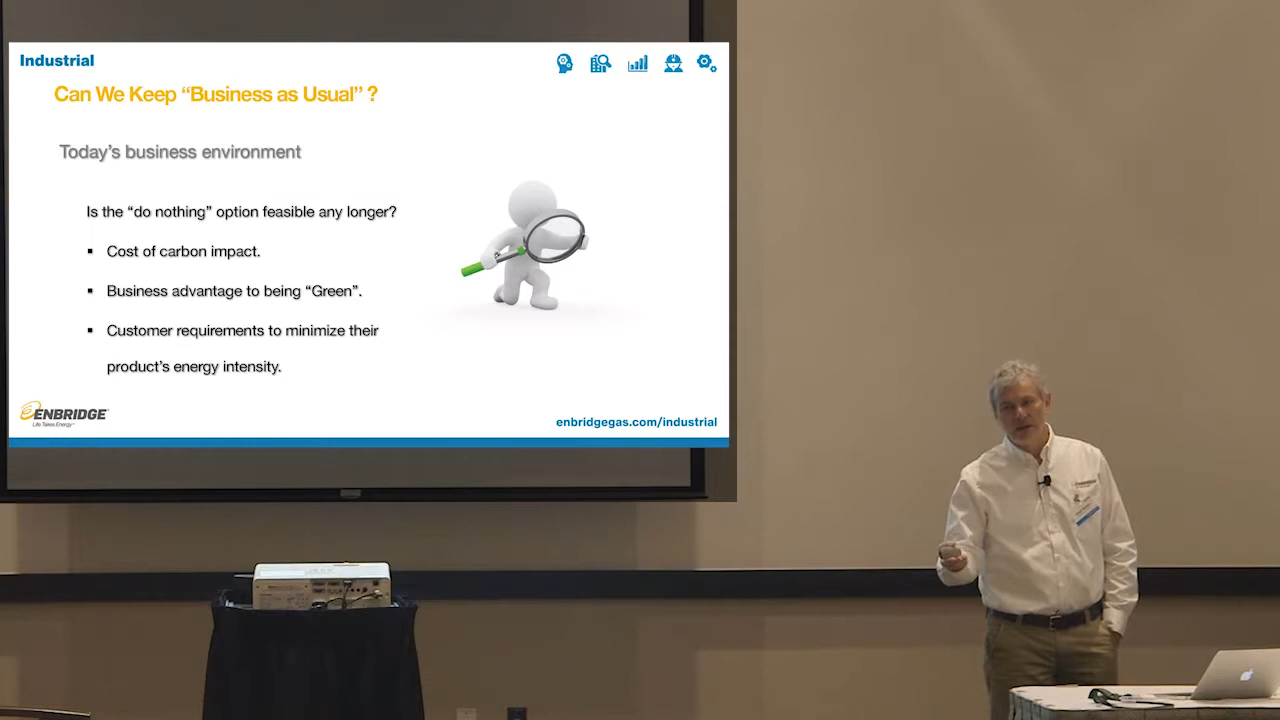 Industrial
Can We Keep “Business as Usual” ?
Today’s business environment
Is the “do nothing” option feasible any longer?
▪ Cost of carbon impact.
▪ Business advantage to being “Green”.
▪ Customer requirements to minimize their
product’s energy intensity.
ENBRIDGE
Life Takes Energy™
enbridgegas.com/industrial